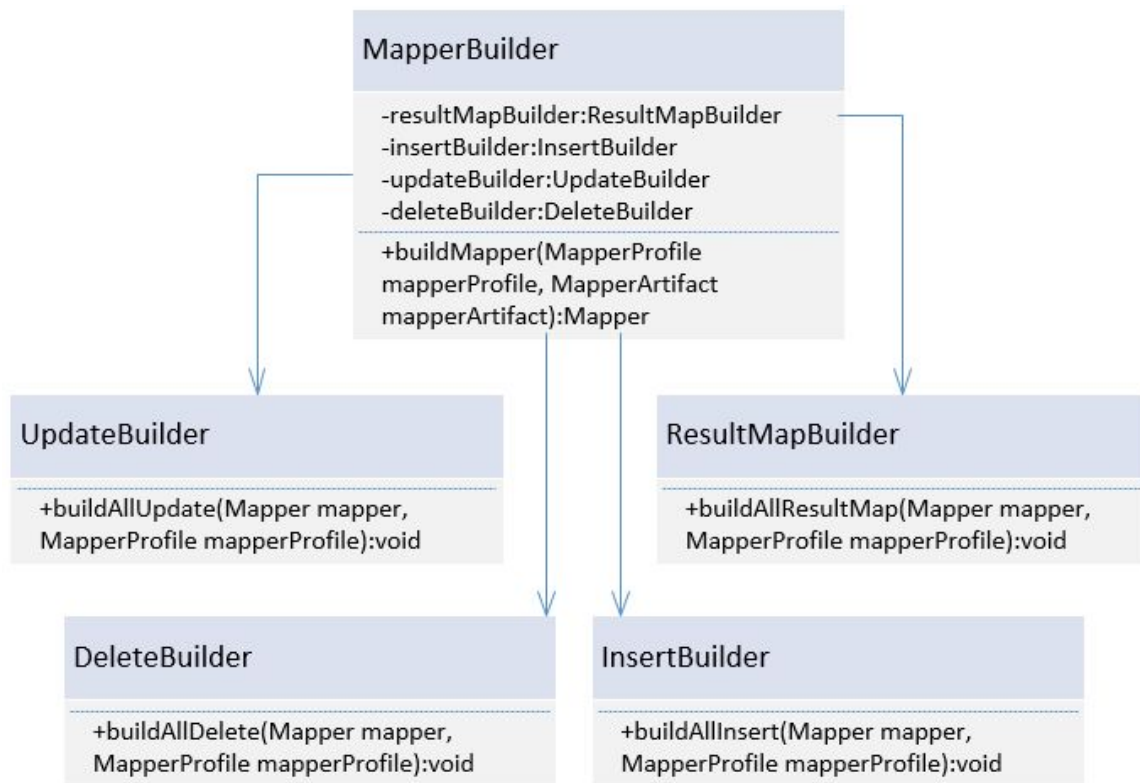 MapperBuilder
-resultMapBuilder:ResultMapBuilder
-insertBuilder:InsertBuilder
-updateBuilder:UpdateBuilder
-deleteBuilder:DeleteBuilder
+buildMapper(MapperProfile
mapperProfile, MapperArtifact
mapperArtifact):Mapper
UpdateBuilder
+buildAllUpdate(Mapper mapper,
MapperProfile mapperProfile):void
ResultMapBuilder
+buildAllResultMap(Mapper mapper,
MapperProfile mapperProfile):void
DeleteBuilder
+buildAllDelete(Mapper mapper,
MapperProfile mapperProfile):void
InsertBuilder
+buildAllInsert(Mapper mapper,
MapperProfile mapperProfile):void